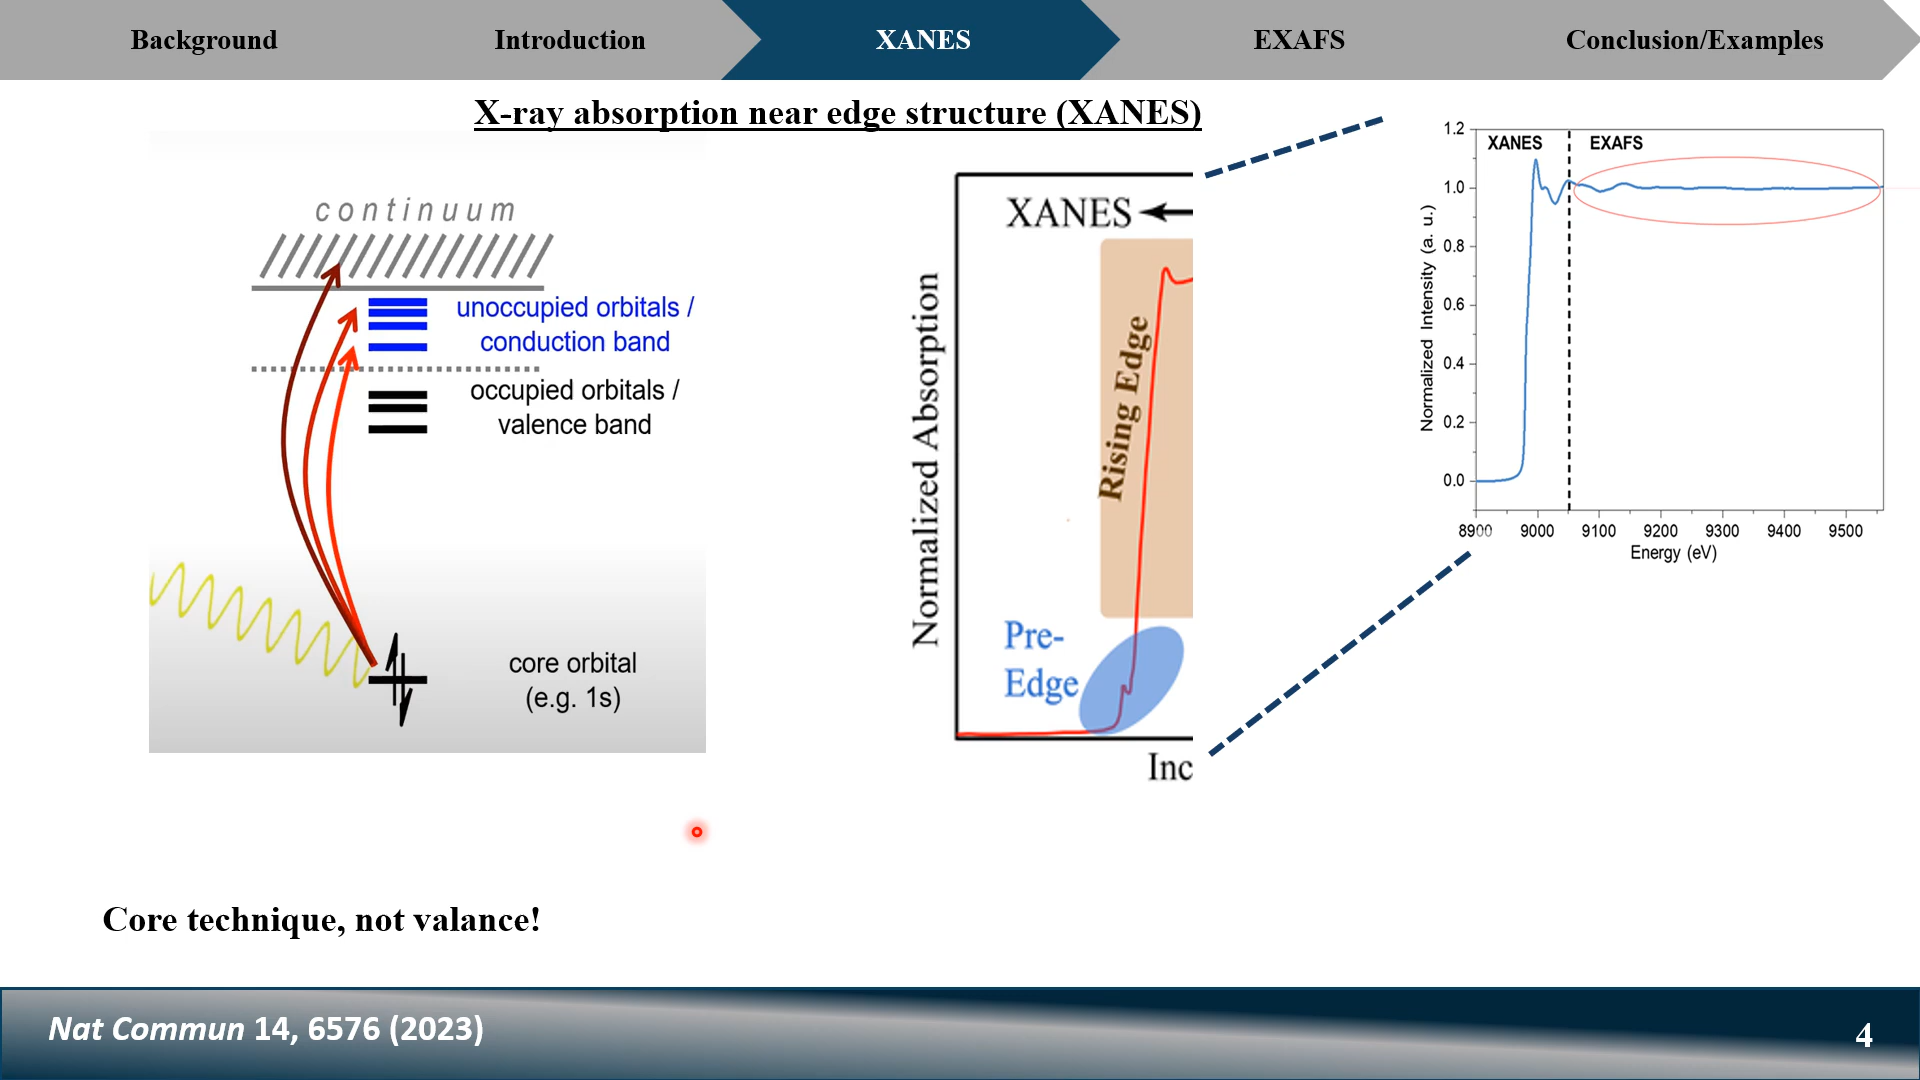 Background
Introduction
XANES
EXAFS
Conclusion/Examples
X-ray absorption near edge structure (XANES)
continuum
unoccupied orbitals /
conduction band
occupied orbitals /
valence band
core orbital
(e.g. 1s)
Normalized Absorption
XANES
Rising Edge
Pre-
Edge
Inc
XANES
EXAFS
Normalized Intensity (a. u.)
1.2
1.0
0.8
0.6
0.4
0.2
0.0
8900 9000 9100 9200 9300 9400 9500
Energy (eV)
Core technique, not valance!
Nat Commun 14, 6576 (2023)
4